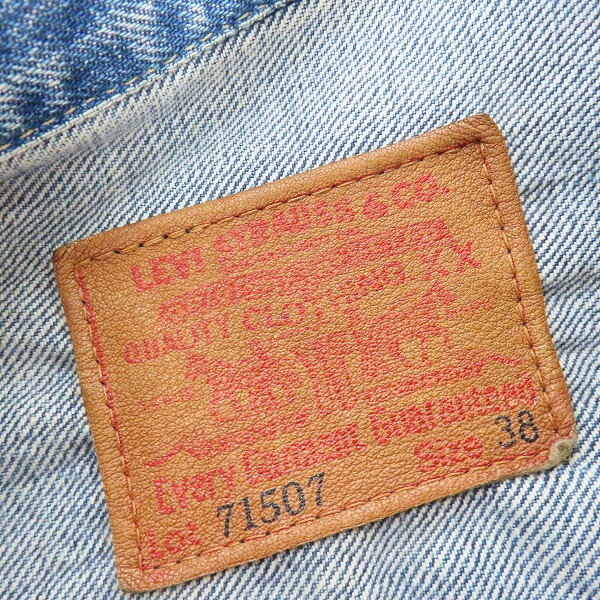 LEVI STRAUSS & CO.
QUALITY CLOTHING XX
Every Garment Guaranteed
Lot 71507 Size 38